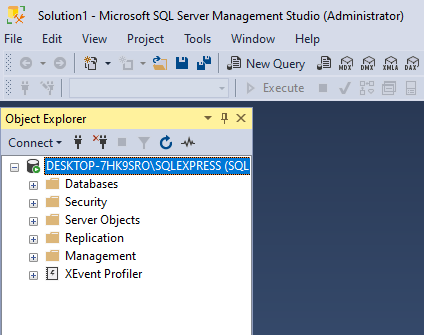 Solution1 - Microsoft SQL Server Management Studio (Administrator)
File Edit View Project Tools Window Help
New Query MDX DMX XMLA DAX
Execute
Object Explorer
Connect
DESKTOP-7HK9SRO\SQLEXPRESS (SQL
Databases
Security
Server Objects
Replication
Management
XEvent Profiler